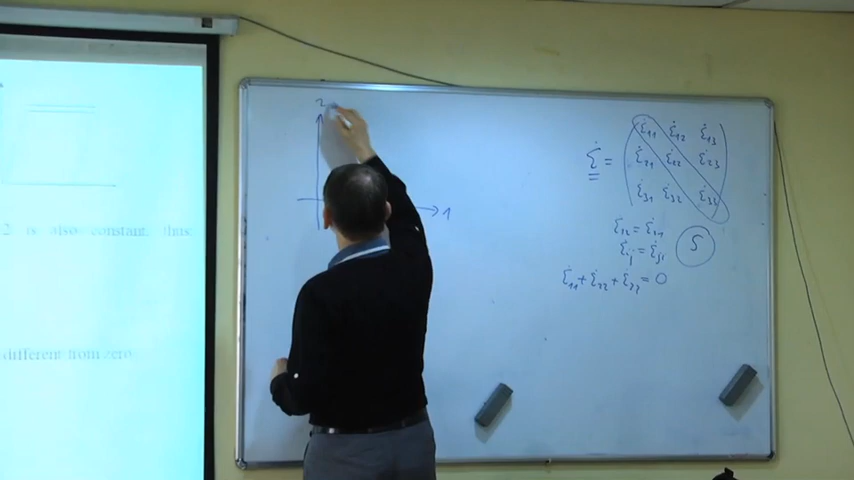 2 is also constant, thus:
different from zero
2
1
ε̇11 ε̇12 ε̇13
ε̇ = ε̇21 ε̇22 ε̇23
ε̇31 ε̇32 ε̇33
ε̇12 = ε̇21
ε̇ij = ε̇ji
5
ε̇11 + ε̇22 + ε̇33 = 0